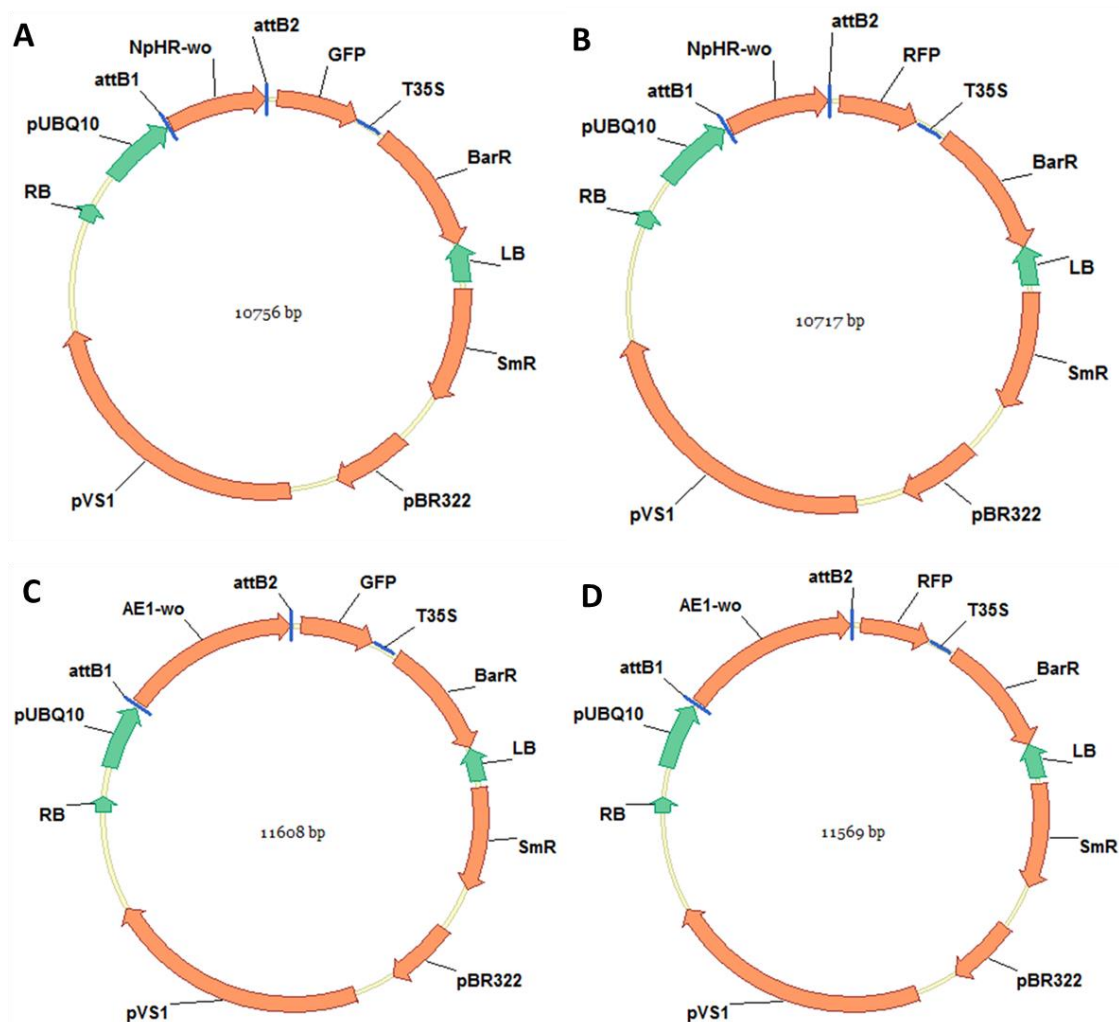 A
attB2
NpHR-wo
GFP
attB1
T35S
pUBQ10
BarR
RB
LB
10756 bp
SmR
pVS1
pBR322
B
attB2
NpHR-wo
RFP
attB1
T35S
pUBQ10
BarR
RB
LB
10717 bp
SmR
pVS1
pBR322
C
attB2
GFP
AE1-wo
T35S
attB1
BarR
pUBQ10
LB
RB
11608 bp
SmR
pBR322
pVS1
D
attB2
RFP
AE1-wo
T35S
attB1
BarR
pUBQ10
LB
RB
11569 bp
SmR
pBR322
pVS1